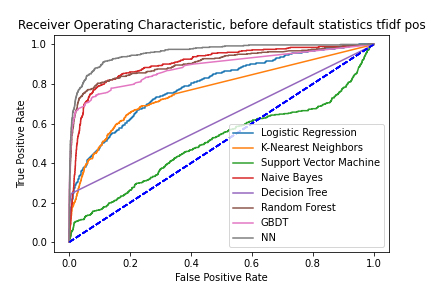 Receiver Operating Characteristic, before default statistics tfidf pos
1.0
0.8
0.6
0.4
0.2
0.0
True Positive Rate
Logistic Regression
K-Nearest Neighbors
Support Vector Machine
Naive Bayes
Decision Tree
Random Forest
GBDT
NN
0.0 0.2 0.4 0.6 0.8 1.0
False Positive Rate